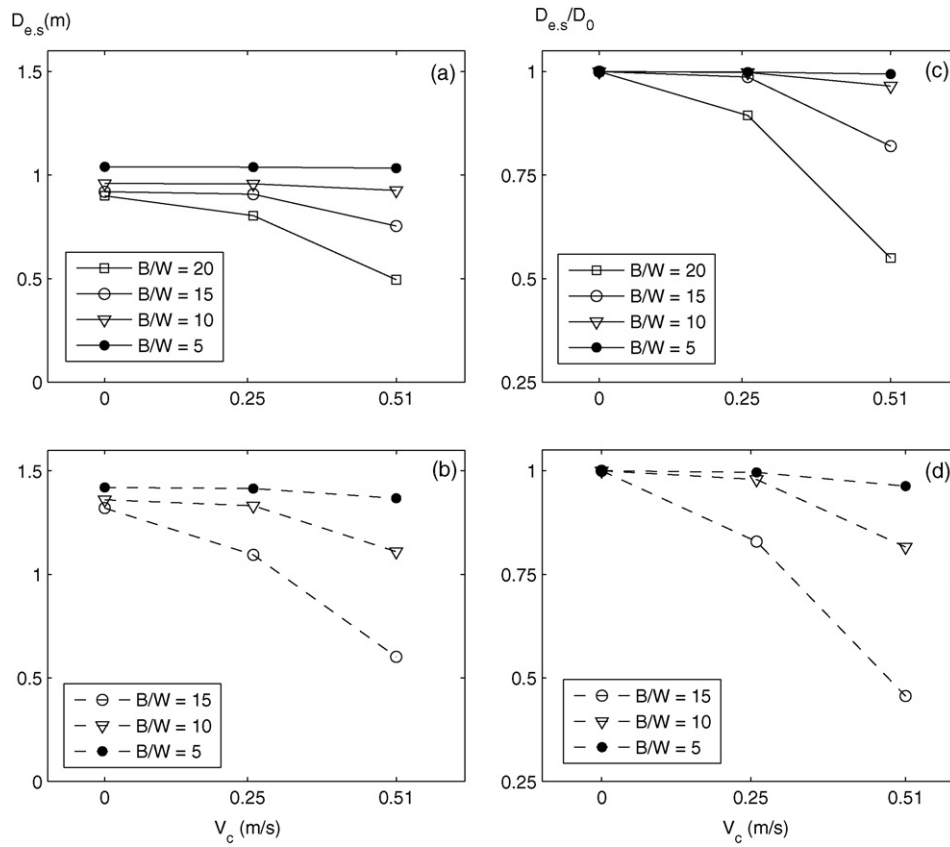 D_e.s(m)
1.5
1
0.5
0
(a)
B/W = 20
B/W = 15
B/W = 10
B/W = 5
0 0.25 0.51
D_e.s/D_0
1
0.75
0.5
0.25
(c)
B/W = 20
B/W = 15
B/W = 10
B/W = 5
0 0.25 0.51
1.5
1
0.5
0
(b)
B/W = 15
B/W = 10
B/W = 5
0 0.25 0.51
V_c (m/s)
1
0.75
0.5
0.25
(d)
B/W = 15
B/W = 10
B/W = 5
0 0.25 0.51
V_c (m/s)